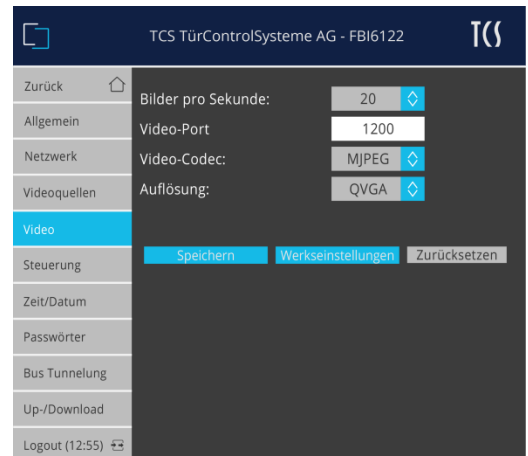 TCS TürControlSysteme AG - FBI6122
TCS
Zurück
Allgemein
Netzwerk
Videoquellen
Video
Steuerung
Zeit/Datum
Passwörter
Bus Tunnelung
Up-/Download
Logout (12:55)
Bilder pro Sekunde: 20
Video-Port 1200
Video-Codec: MJPEG
Auflösung: QVGA
Speichern Werkseinstellungen Zurücksetzen